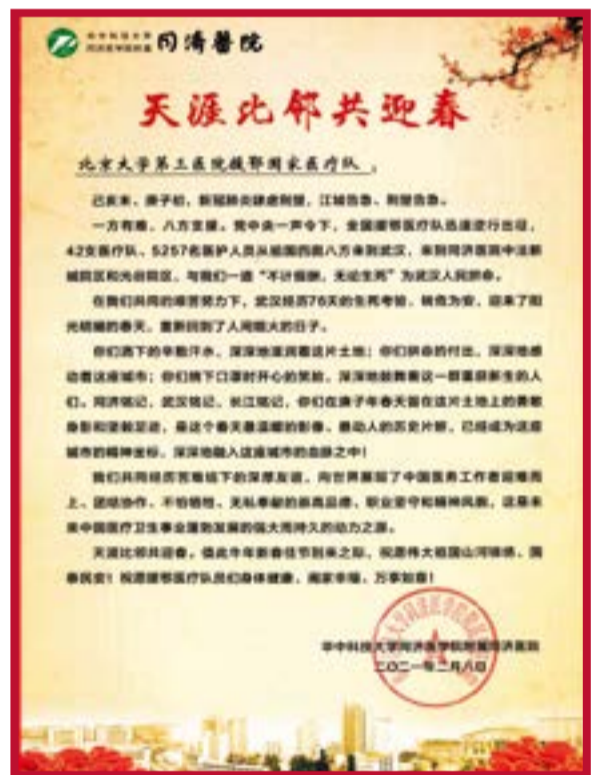 华中科技大学
同济医学院附属
同濟醫院
天涯比邻共迎春
北京大学第三医院援鄂国家医疗队：
己亥末、庚子初，新冠肺炎肆虐荆楚，江城告急、荆楚告急。
一方有难，八方支援。党中央一声令下，全国援鄂医疗队迅速逆行出征，
42支医疗队、5257名医护人员从祖国四面八方来到武汉，来到同济医院中法新
城院区和光谷院区，与我们一道“不计报酬，无论生死”为武汉人民拼命。
在我们共同的艰苦努力下，武汉经历76天的生死考验，转危为安，迎来了阳
光明媚的春天，重新回到了人间烟火的日子。
你们洒下的辛勤汗水，深深地滋润着这片土地；你们拼命的付出，深深地感
动着这座城市；你们摘下口罩时开心的笑脸，深深地鼓舞着这一群重获新生的人
们。同济铭记，武汉铭记，长江铭记，你们在庚子年春天留在这片土地上的勇敢
身影和坚毅足迹，是这个春天最温暖的影像、最动人的历史片断，已经成为这座
城市的精神坐标，深深地融入这座城市的血脉之中！
我们共同经历苦难结下的深厚友谊，向世界展现了中国医务工作者迎难而
上、团结协作、不怕牺牲、无私奉献的崇高品德、职业坚守和精神风貌，这是未
来中国医疗卫生事业蓬勃发展的强大而持久的动力之源。
天涯比邻共迎春。值此牛年新春佳节到来之际，祝愿伟大祖国山河锦绣、国
泰民安！祝愿援鄂医疗队员们身体健康，阖家幸福，万事如意！
华中科技大学同济医学院附属同济医院
二〇二一年二月八日